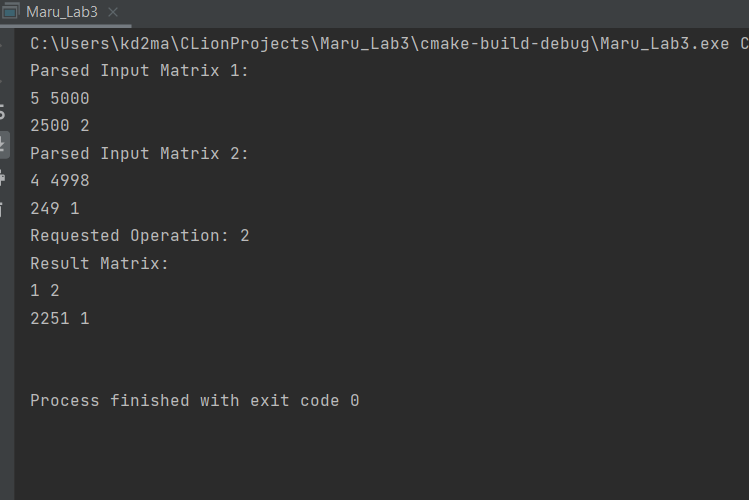 Maru_Lab3
C:\Users\kd2ma\CLionProjects\Maru_Lab3\cmake-build-debug\Maru_Lab3.exe C
Parsed Input Matrix 1:
5 5000
2500 2
Parsed Input Matrix 2:
4 4998
249 1
Requested Operation: 2
Result Matrix:
1 2
2251 1
Process finished with exit code 0